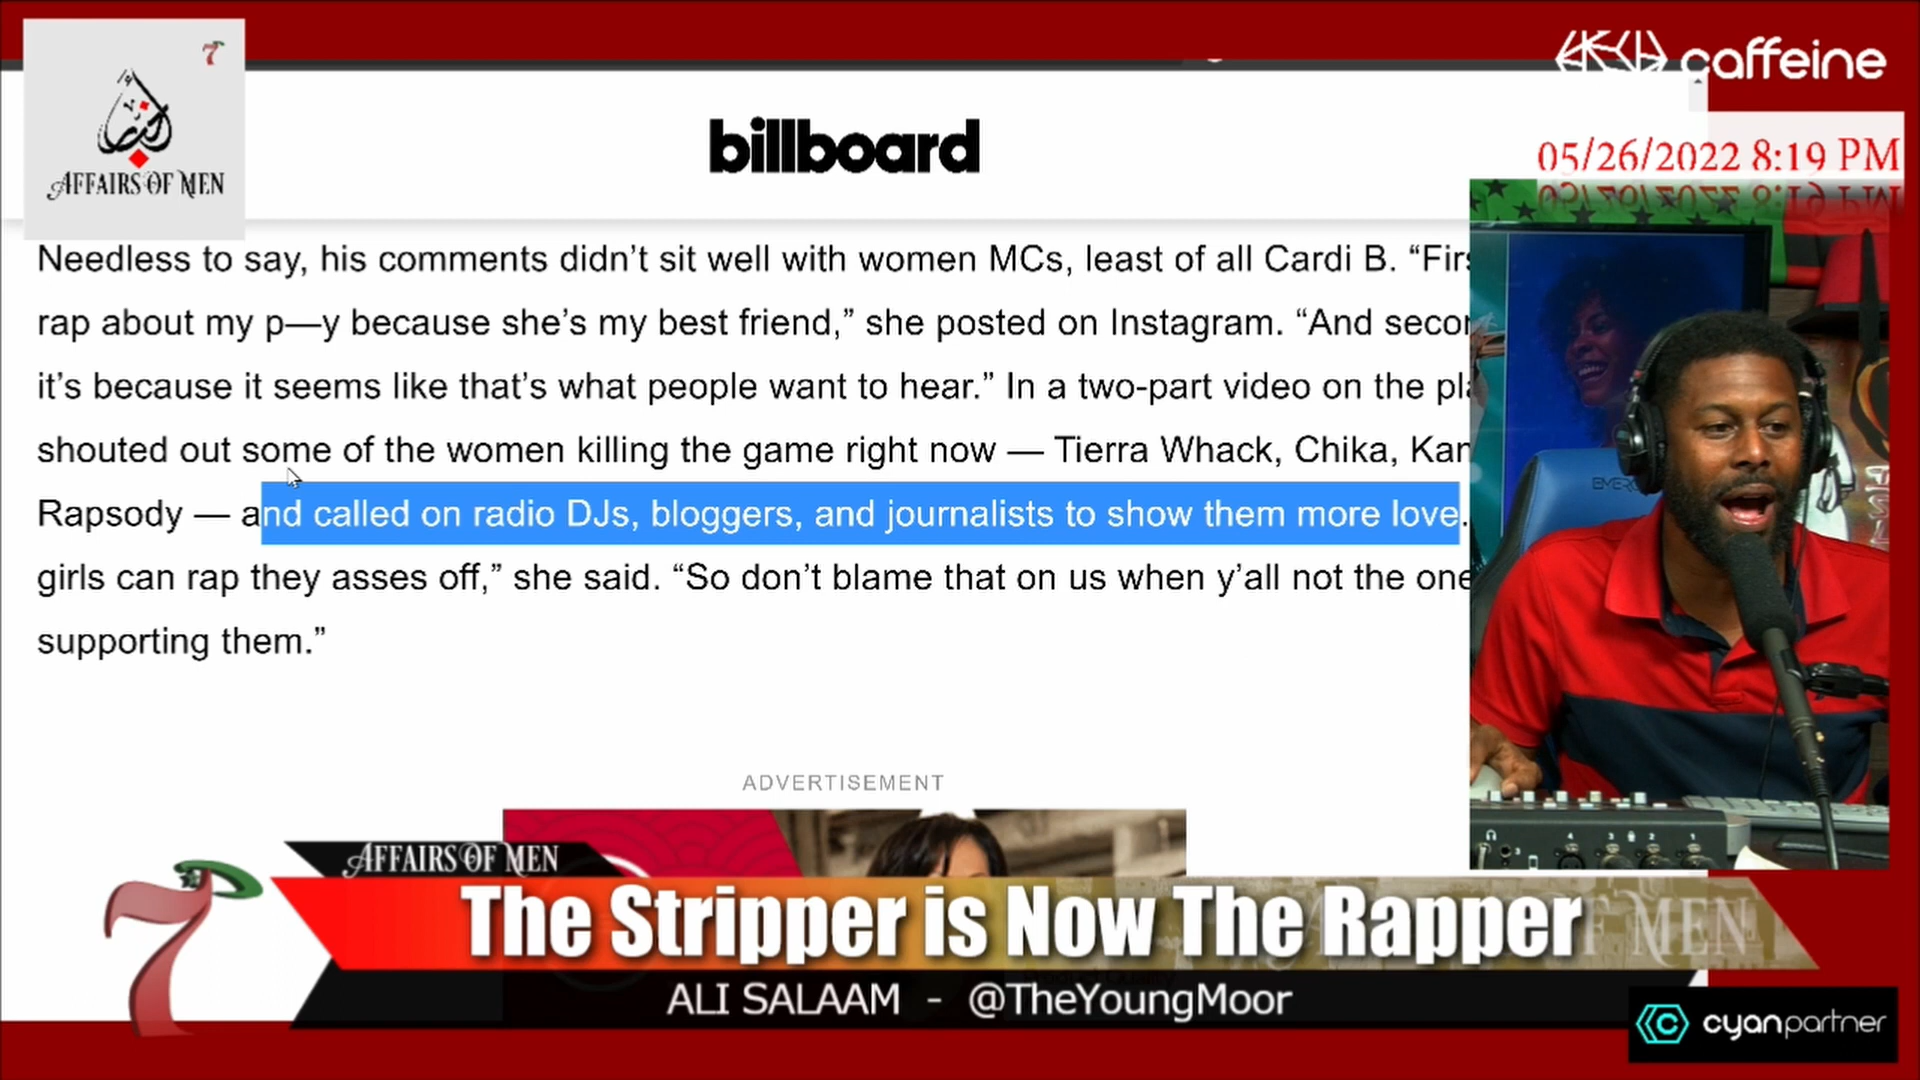 AFFAIRS OF MEN
caffeine
billboard
05/26/2022 8:19 PM
Needless to say, his comments didn’t sit well with women MCs, least of all Cardi B. “Firs
rap about my p—y because she’s my best friend,” she posted on Instagram. “And secon
it’s because it seems like that’s what people want to hear.” In a two-part video on the pla
shouted out some of the women killing the game right now — Tierra Whack, Chika, Kam
Rapsody — and called on radio DJs, bloggers, and journalists to show them more love.
girls can rap they asses off,” she said. “So don’t blame that on us when y’all not the one
supporting them.”
ADVERTISEMENT
AFFAIRS OF MEN
The Stripper is Now The Rapper
F MEN
ALI SALAAM - @TheYoungMoor
cyanpartner